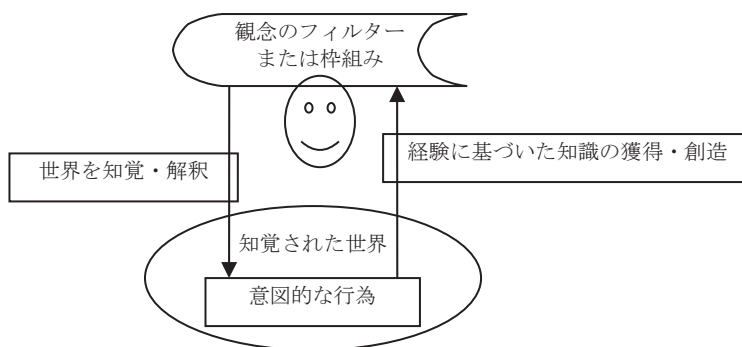 観念のフィルター
または枠組み
世界を知覚・解釈
経験に基づいた知識の獲得・創造
知覚された世界
意図的な行為